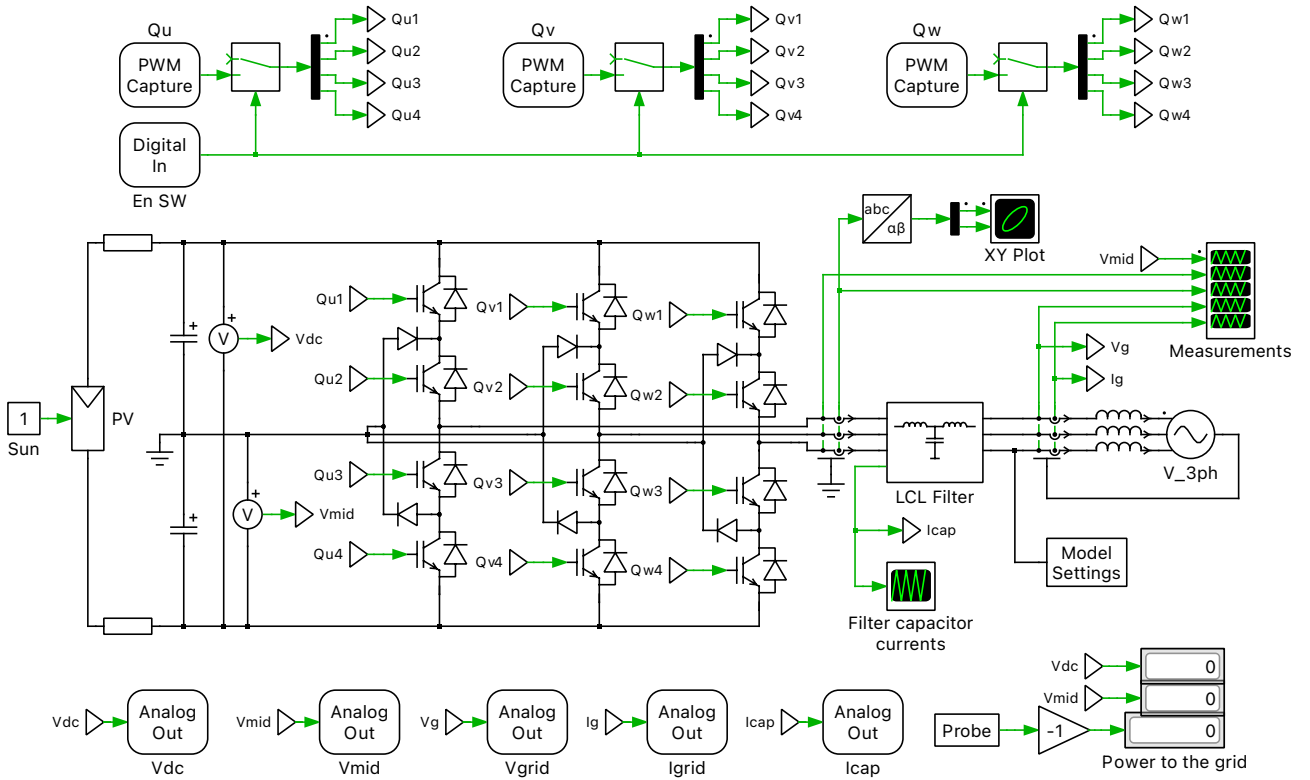 Qu
PWM
Capture
Qu1
Qu2
Qu3
Qu4
Qv
PWM
Capture
Qv1
Qv2
Qv3
Qv4
Qw
PWM
Capture
Qw1
Qw2
Qw3
Qw4
Digital
In
En SW
abc
αβ
XY Plot
Vmid
Measurements
Vg
Ig
1
Sun
PV
V
Vdc
V
Vmid
Qu1
Qu2
Qu3
Qu4
Qv1
Qv2
Qv3
Qv4
Qw1
Qw2
Qw3
Qw4
LCL Filter
V_3ph
Icap
Filter capacitor
currents
Model
Settings
Vdc
Analog
Out
Vdc
Vmid
Analog
Out
Vmid
Vg
Analog
Out
Vgrid
Ig
Analog
Out
Igrid
Icap
Analog
Out
Icap
Vdc
0
Vmid
0
Probe
-1
0
Power to the grid